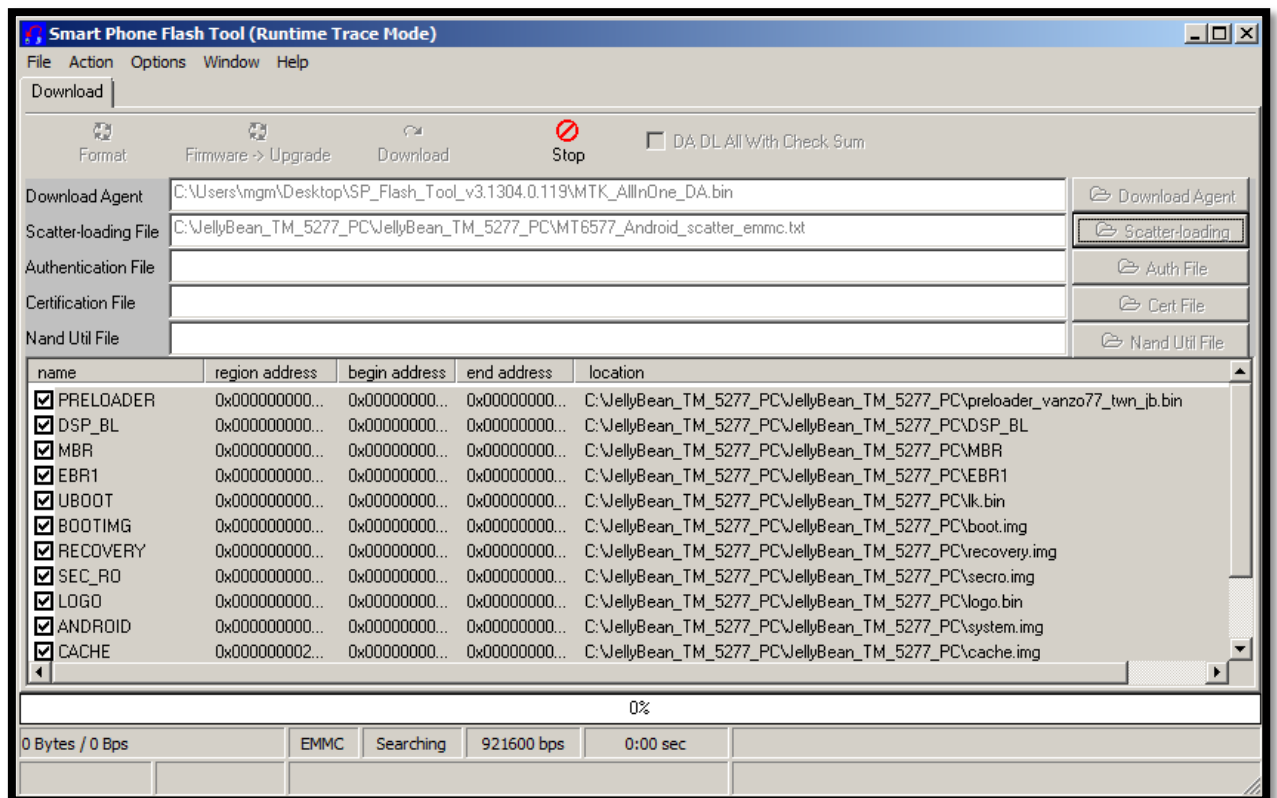 Smart Phone Flash Tool (Runtime Trace Mode)
File Action Options Window Help
Download
Format Firmware -> Upgrade Download Stop DA DL All With Check Sum
Download Agent C:\Users\mgm\Desktop\SP_Flash_Tool_v3.1304.0.119\MTK_AllInOne_DA.bin Download Agent
Scatter-loading File C:\JellyBean_TM_5277_PC\JellyBean_TM_5277_PC\MT6577_Android_scatter_emmc.txt Scatter-loading
Authentication File Auth File
Certification File Cert File
Nand Util File Nand Util File
name region address begin address end address location
PRELOADER 0x000000000... 0x00000000... 0x00000000... C:\JellyBean_TM_5277_PC\JellyBean_TM_5277_PC\preloader_vanzo77_twn_jb.bin
DSP_BL 0x000000000... 0x00000000... 0x00000000... C:\JellyBean_TM_5277_PC\JellyBean_TM_5277_PC\DSP_BL
MBR 0x000000000... 0x00000000... 0x00000000... C:\JellyBean_TM_5277_PC\JellyBean_TM_5277_PC\MBR
EBR1 0x000000000... 0x00000000... 0x00000000... C:\JellyBean_TM_5277_PC\JellyBean_TM_5277_PC\EBR1
UBOOT 0x000000000... 0x00000000... 0x00000000... C:\JellyBean_TM_5277_PC\JellyBean_TM_5277_PC\lk.bin
BOOTIMG 0x000000000... 0x00000000... 0x00000000... C:\JellyBean_TM_5277_PC\JellyBean_TM_5277_PC\boot.img
RECOVERY 0x000000000... 0x00000000... 0x00000000... C:\JellyBean_TM_5277_PC\JellyBean_TM_5277_PC\recovery.img
SEC_RO 0x000000000... 0x00000000... 0x00000000... C:\JellyBean_TM_5277_PC\JellyBean_TM_5277_PC\secro.img
LOGO 0x000000000... 0x00000000... 0x00000000... C:\JellyBean_TM_5277_PC\JellyBean_TM_5277_PC\logo.bin
ANDROID 0x000000000... 0x00000000... 0x00000000... C:\JellyBean_TM_5277_PC\JellyBean_TM_5277_PC\system.img
CACHE 0x000000002... 0x00000000... 0x00000000... C:\JellyBean_TM_5277_PC\JellyBean_TM_5277_PC\cache.img
0%
0 Bytes / 0 Bps EMMC Searching 921600 bps 0:00 sec